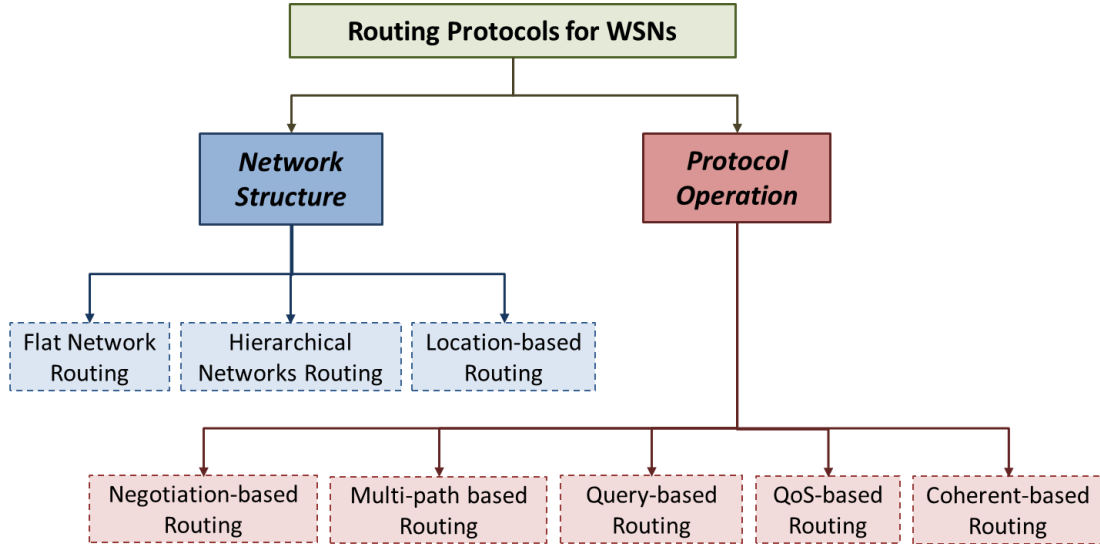 Routing Protocols for WSNs
Network
Structure
Protocol
Operation
Flat Network
Routing
Hierarchical
Networks Routing
Location-based
Routing
Negotiation-based
Routing
Multi-path based
Routing
Query-based
Routing
QoS-based
Routing
Coherent-based
Routing